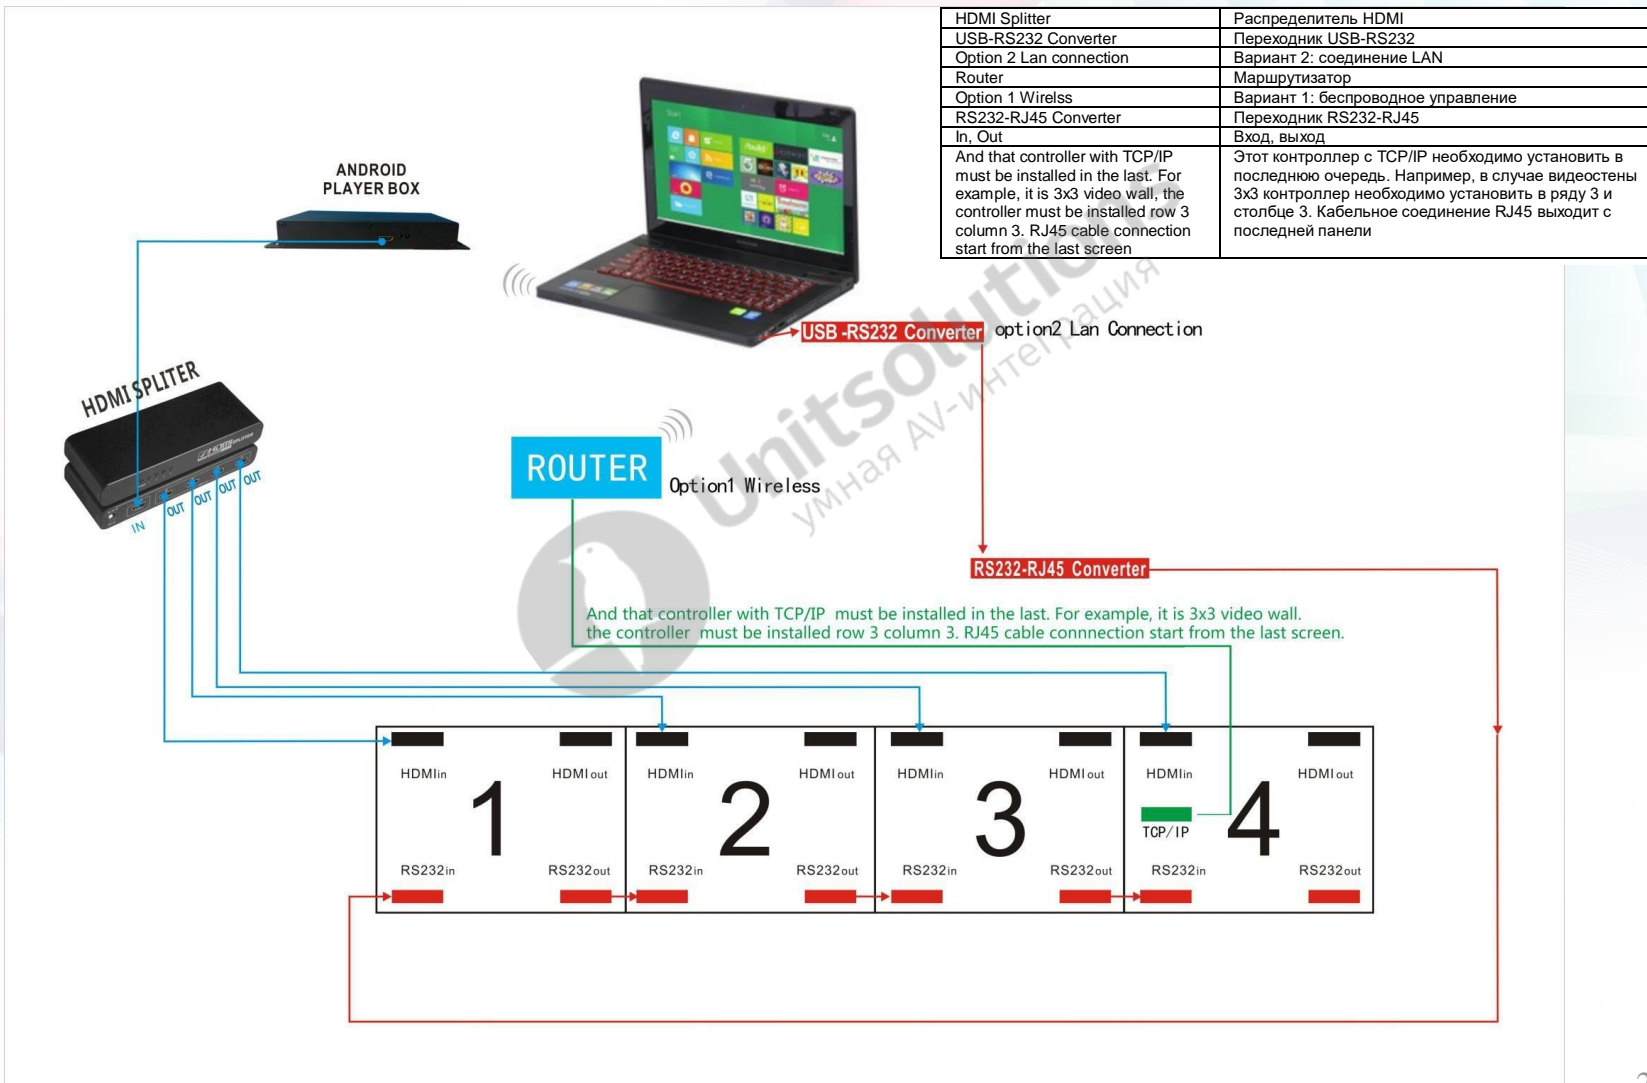 HDMI Splitter Распределитель HDMI
USB-RS232 Converter Переходник USB-RS232
Option 2 Lan connection Вариант 2: соединение LAN
Router Маршрутизатор
Option 1 Wirelss Вариант 1: беспроводное управление
RS232-RJ45 Converter Переходник RS232-RJ45
In, Out Вход, выход
And that controller with TCP/IP
must be installed in the last. For
example, it is 3x3 video wall, the
controller must be installed row 3
column 3. RJ45 cable connection
start from the last screen
Этот контроллер с TCP/IP необходимо установить в
последнюю очередь. Например, в случае видеостены
3x3 контроллер необходимо установить в ряду 3 и
столбце 3. Кабельное соединение RJ45 выходит с
последней панели
ANDROID
PLAYER BOX
Start
USB -RS232 Converter option2 Lan Connection
HDMI SPLITER
HDMI SPLITTER
IN OUT OUT OUT OUT
ROUTER
Option1 Wireless
Unitsolutions
умная AV-интеграция
RS232-RJ45 Converter
And that controller with TCP/IP must be installed in the last. For example, it is 3x3 video wall.
the controller must be installed row 3 column 3. RJ45 cable connnection start from the last screen.
HDMIin HDMIout HDMIin HDMIout HDMIin HDMIout HDMIin HDMIout
1 2 3 4
TCP/IP
RS232in RS232out RS232in RS232out RS232in RS232out RS232in RS232out